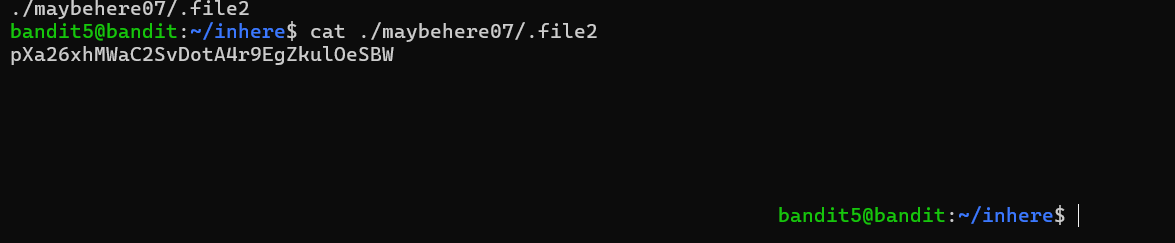 ./maybehere07/.file2
bandit5@bandit:~/inhere$ cat ./maybehere07/.file2
pXa26xhMWaC2SvDotA4r9EgZkulOeSBW
bandit5@bandit:~/inhere$